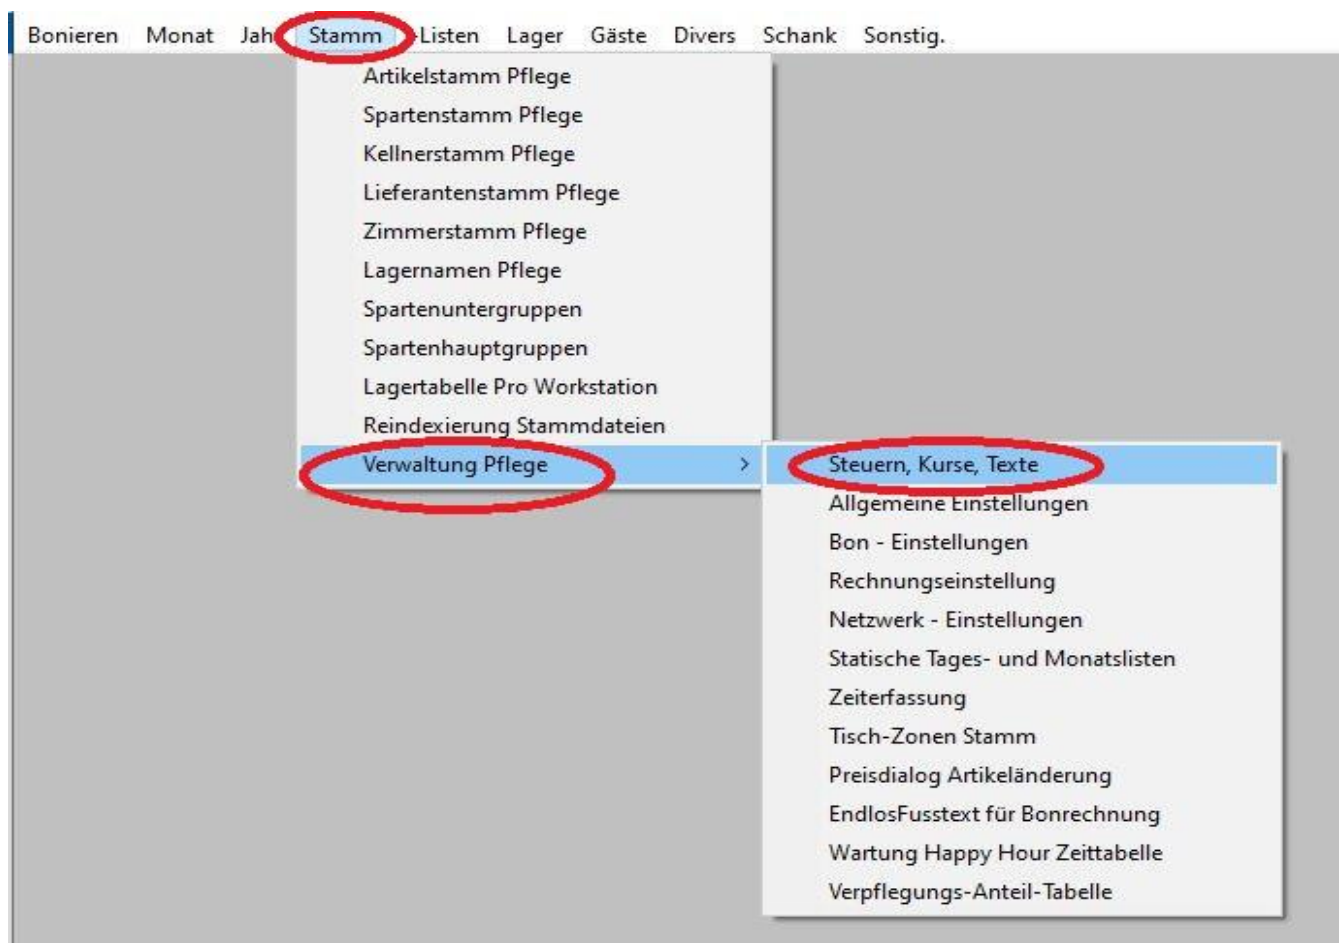 Bonieren Monat Jah Stamm Listen Lager Gäste Divers Schank Sonstig.
Artikelstamm Pflege
Spartenstamm Pflege
Kellnerstamm Pflege
Lieferantenstamm Pflege
Zimmerstamm Pflege
Lagernamen Pflege
Spartenuntergruppen
Spartenhauptgruppen
Lagertabelle Pro Workstation
Reindexierung Stammdateien
Verwaltung Pflege >
Steuern, Kurse, Texte
Allgemeine Einstellungen
Bon - Einstellungen
Rechnungseinstellung
Netzwerk - Einstellungen
Statische Tages- und Monatslisten
Zeiterfassung
Tisch-Zonen Stamm
Preisdialog Artikeländerung
EndlosFusstext für Bonrechnung
Wartung Happy Hour Zeittabelle
Verpflegungs-Anteil-Tabelle